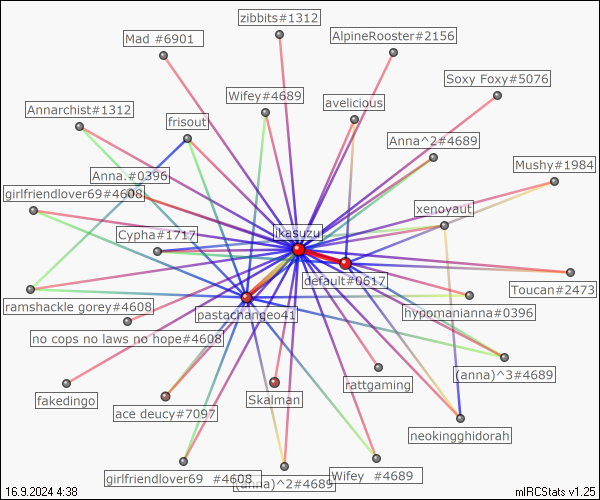 zibbits#1312
Mad #6901
AlpineRooster#2156
Soxy Foxy#5076
Wifey#4689
avelicious
Annarchist#1312
frisout
Anna^2#4689
Mushy#1984
Anna.#0396
girlfriendlover69#4608
xenoyaut
Cypha#1717
ikasuzu
default#0617
Toucan#2473
ramshackle gorey#4608
pastachangeo41
hypomanianna#0396
no cops no laws no hope#4608
(anna)^3#4689
rattgaming
fakedingo
Skalman
ace deucy#7097
neokingghidorah
girlfriendlover69 #4608
(anna)^2#4689
Wifey #4689
16.9.2024 4:38
mIRCStats v1.25